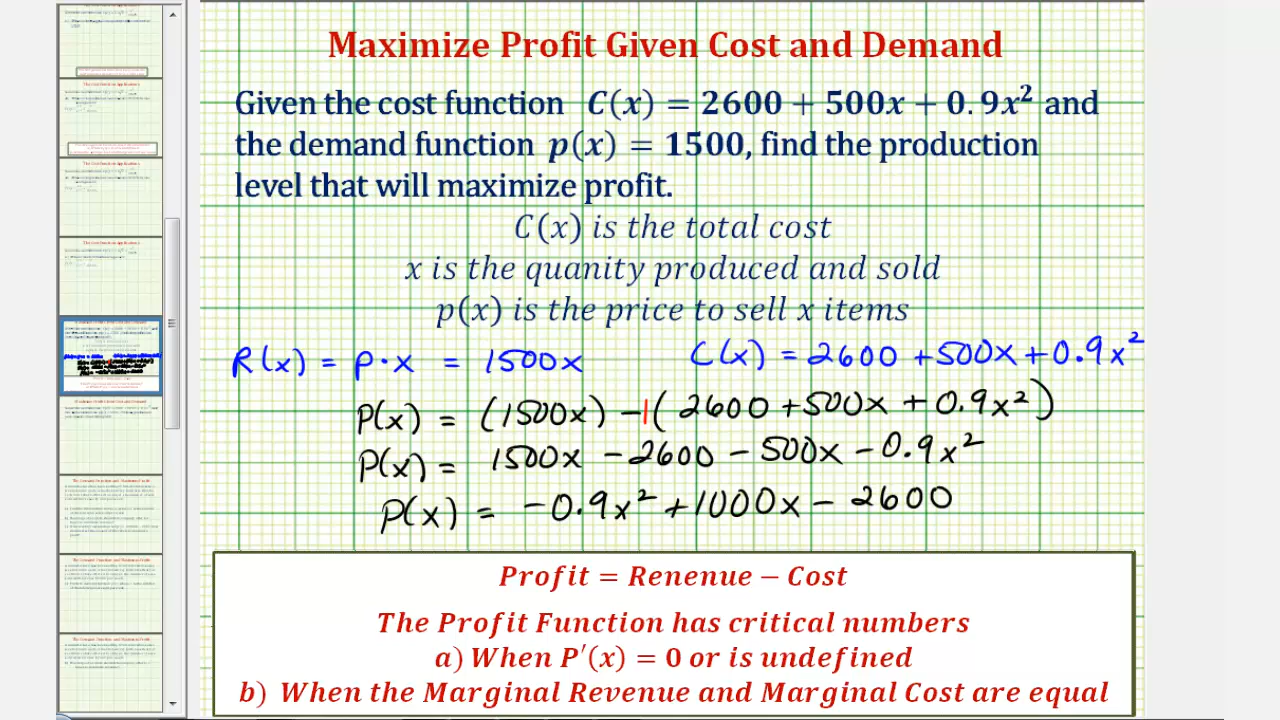 Maximize Profit Given Cost and Demand
Given the cost function C(x) = 2600 + 500x + 0.9x² and
the demand function p(x) = 1500, find the production
level that will maximize profit.
C(x) is the total cost
x is the quanity produced and sold
p(x) is the price to sell x items
R(x) = p·x = 1500x C(x) = 2600 + 500x + 0.9x²
P(x) = (1500x) -1(2600 + 500x + 0.9x²)
P(x) = 1500x - 2600 - 500x - 0.9x²
P(x) = -0.9x² + 1000x - 2600
Profit = Renenue − Cost
The Profit Function has critical numbers
a) When P′(x) = 0 or is undefined
b) When the Marginal Revenue and Marginal Cost are equal